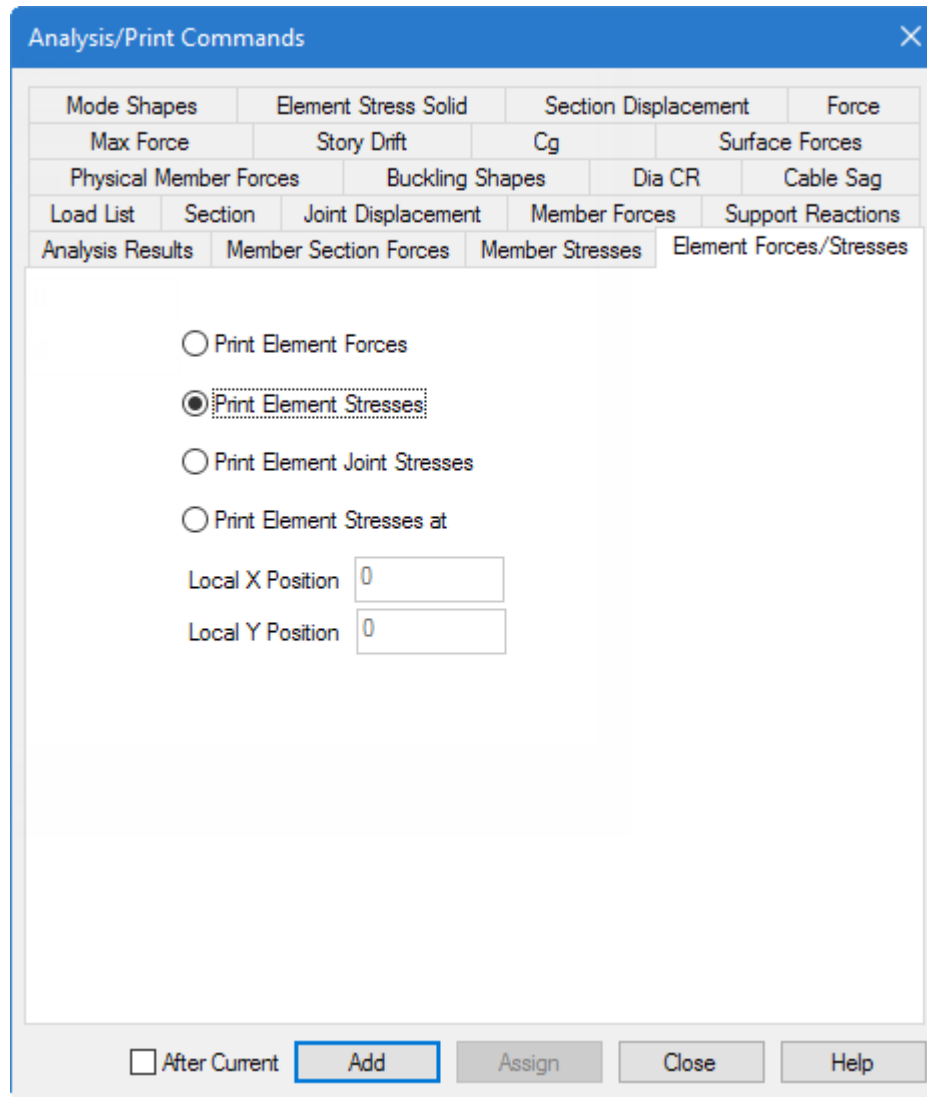 Analysis/Print Commands
Mode Shapes Element Stress Solid Section Displacement Force
Max Force Story Drift Cg Surface Forces
Physical Member Forces Buckling Shapes Dia CR Cable Sag
Load List Section Joint Displacement Member Forces Support Reactions
Analysis Results Member Section Forces Member Stresses Element Forces/Stresses
Print Element Forces
Print Element Stresses
Print Element Joint Stresses
Print Element Stresses at
Local X Position 0
Local Y Position 0
After Current Add Assign Close Help